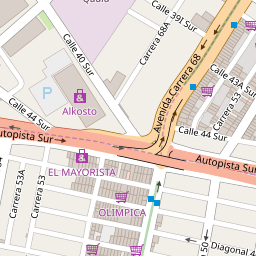 Calle 39I Sur
Carrera 68A
Calle 40 Sur
Avenida Carrera 68
Calle 43A Sur
Carrera 53
P
Alkosto
Calle 44 Sur
Calle 44 Sur
Autopista Sur
Autopista Sur
EL MAYORISTA
Carrera 53A
Carrera 53
OLIMPICA
Diagonal 4